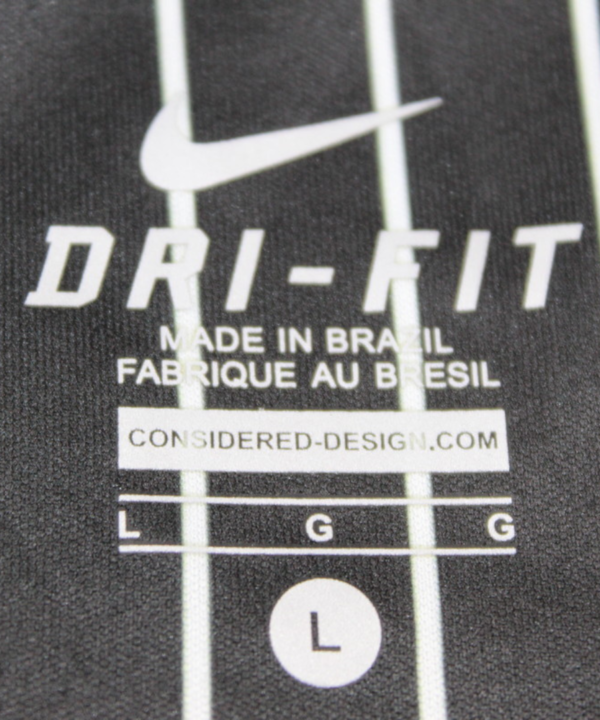 DRI-FIT
MADE IN BRAZIL
FABRIQUE AU BRESIL
CONSIDERED-DESIGN.COM
L G G
L